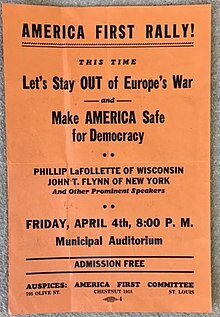 AMERICA FIRST RALLY!
THIS TIME
Let's Stay OUT of Europe's War
and
Make AMERICA Safe
for Democracy
PHILLIP LaFOLLETTE OF WISCONSIN
JOHN T. FLYNN OF NEW YORK
And Other Prominent Speakers
FRIDAY, APRIL 4th, 8:00 P. M.
Municipal Auditorium
ADMISSION FREE
AUSPICES: AMERICA FIRST COMMITTEE
705 OLIVE ST. CHESTNUT 1916 ST. LOUIS
4